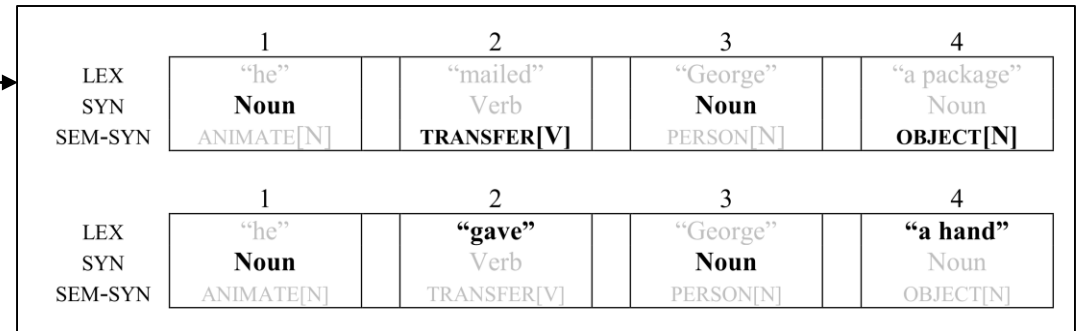 1 2 3 4
LEX “he” “mailed” “George” “a package”
SYN Noun Verb Noun Noun
SEM-SYN ANIMATE[N] TRANSFER[V] PERSON[N] OBJECT[N]
1 2 3 4
LEX “he” “gave” “George” “a hand”
SYN Noun Verb Noun Noun
SEM-SYN ANIMATE[N] TRANSFER[V] PERSON[N] OBJECT[N]